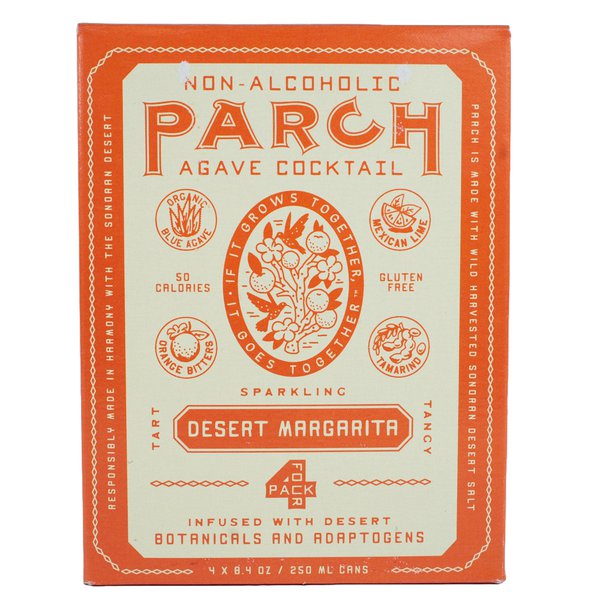 NON-ALCOHOLIC
PARCH
AGAVE COCKTAIL
ORGANIC
BLUE AGAVE
IF IT GROWS TOGETHER,
IT GOES TOGETHER.™
MEXICAN LIME
50
CALORIES
GLUTEN
FREE
ORANGE BITTERS
TAMARIND
SPARKLING
TART
DESERT MARGARITA
TANGY
4
FOUR
PACK
INFUSED WITH DESERT
BOTANICALS AND ADAPTOGENS
4 X 8.4 OZ / 250 ML CANS
RESPONSIBLY MADE IN HARMONY WITH THE SONORAN DESERT
PARCH IS MADE WITH WILD HARVESTED SONORAN DESERT SALT